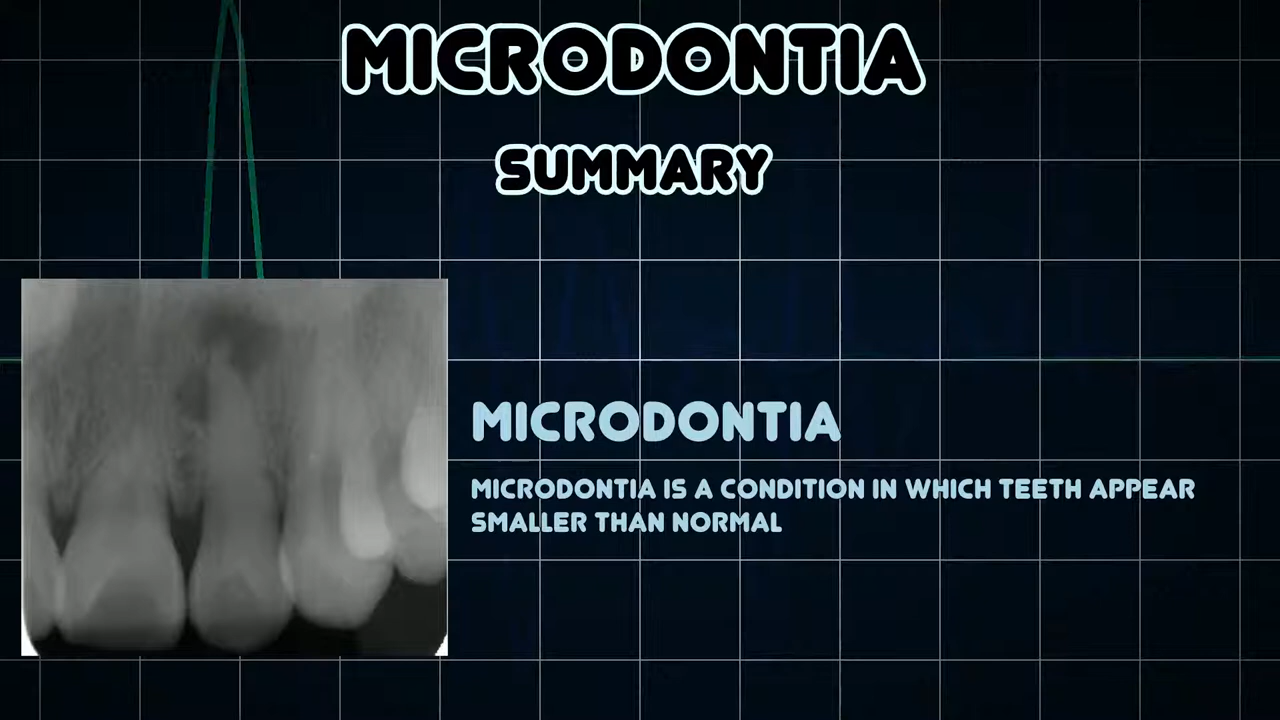 MICRODONTIA
SUMMARY
MICRODONTIA
MICRODONTIA IS A CONDITION IN WHICH TEETH APPEAR
SMALLER THAN NORMAL